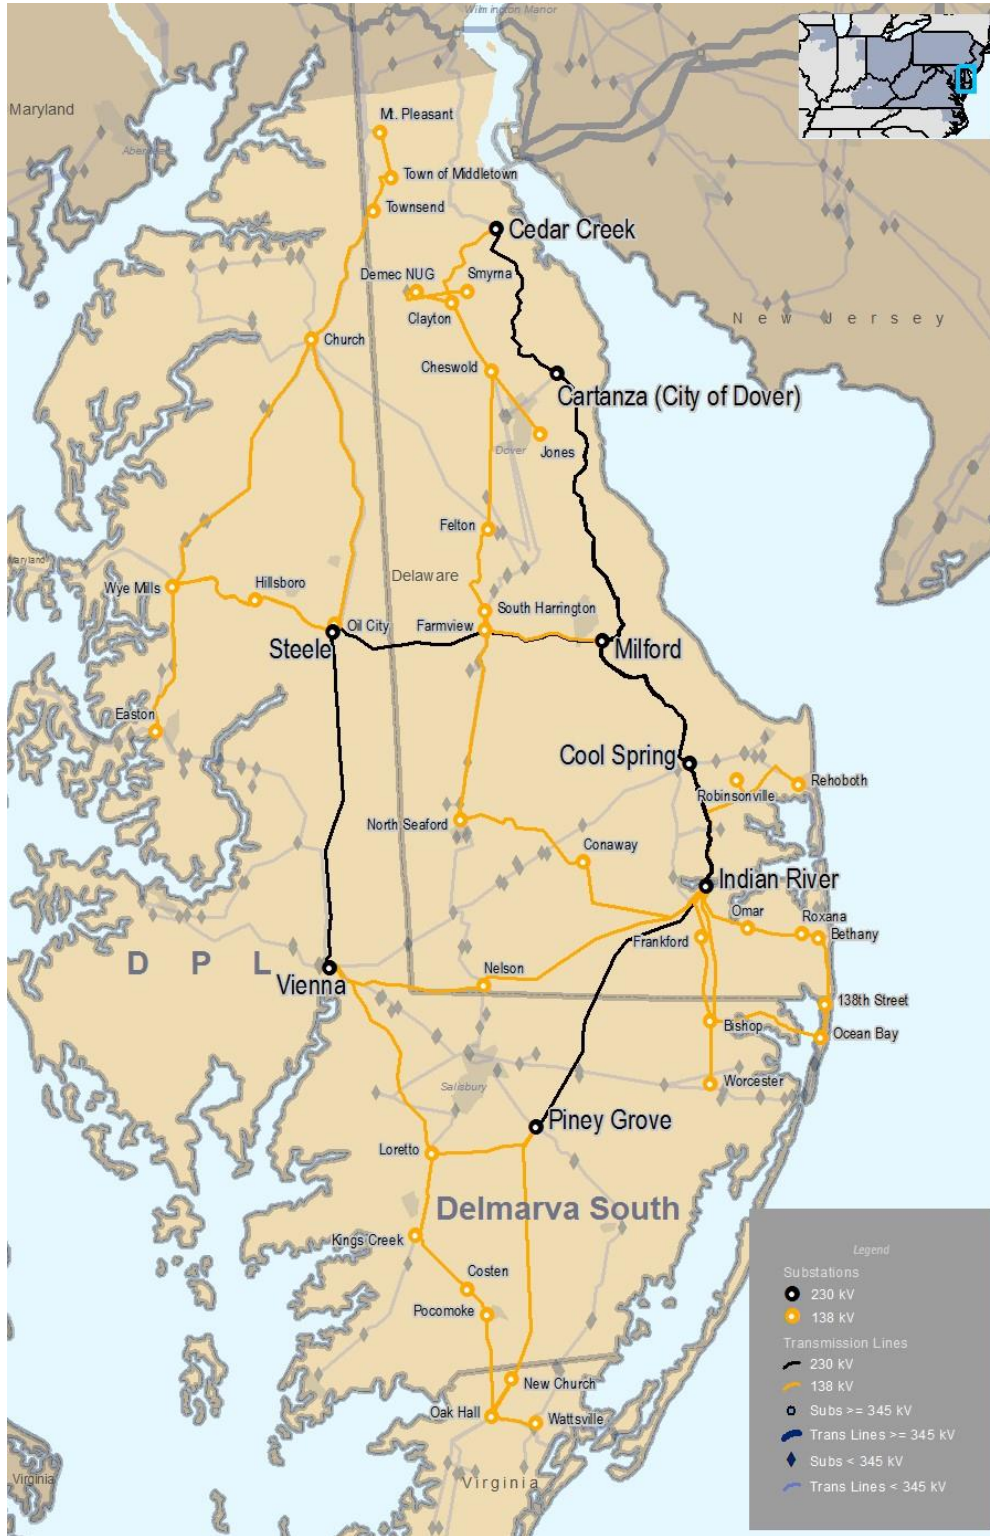 Wilmington Manor
Maryland
Mt. Pleasant
Town of Middletown
Townsend
Cedar Creek
Demec NUG
Smyrna
Clayton
New Jersey
Church
Cheswold
Cartanza (City of Dover)
Dover
Jones
Felton
Maryland
Delaware
Wye Mills
Hillsboro
South Harrington
Oil City
Farmview
Steele
Milford
Easton
Cool Spring
Rehoboth
Robinsonville
North Seaford
Conaway
Indian River
Omar
Roxana
Bethany
Frankford
DPL
Nelson
Vienna
138th Street
Bishop
Ocean Bay
Salisbury
Worcester
Piney Grove
Loretto
Delmarva South
Kings Creek
Costen
Pocomoke
New Church
Oak Hall
Wattsville
Virginia
Virginia
Legend
Substations
230 kV
138 kV
Transmission Lines
230 kV
138 kV
Subs >= 345 kV
Trans Lines >= 345 kV
Subs < 345 kV
Trans Lines < 345 kV